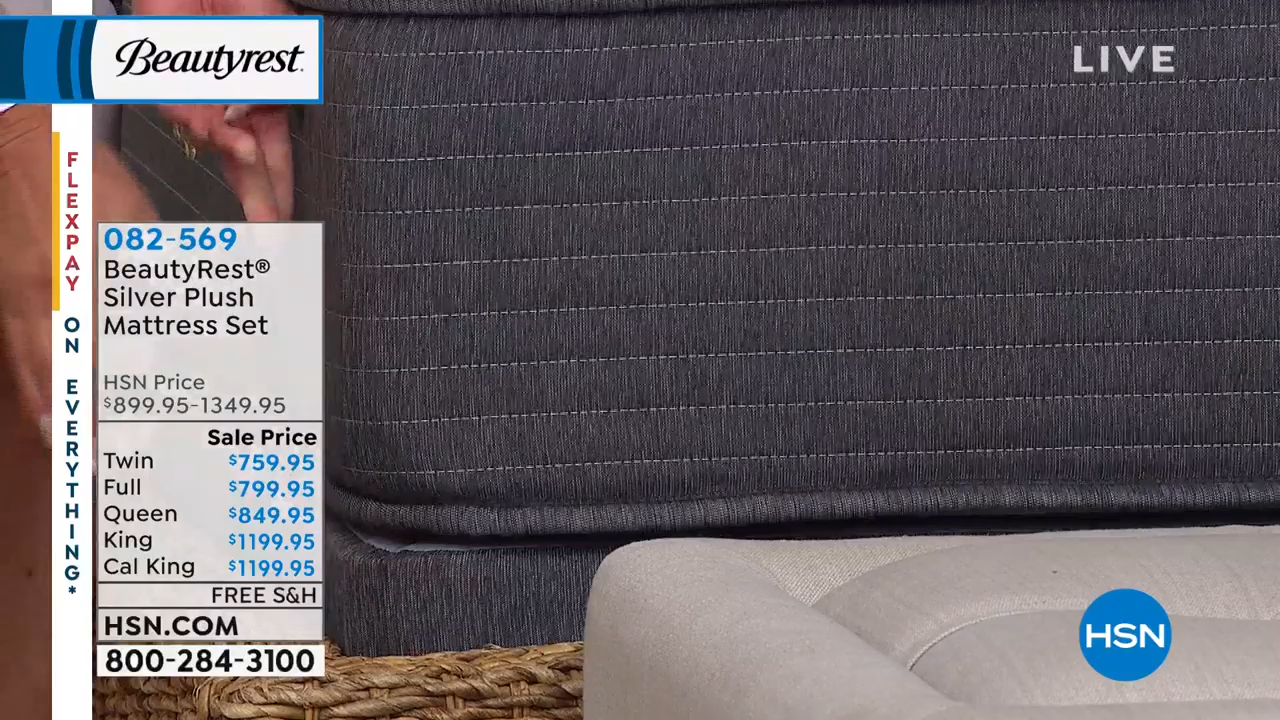 Beautyrest.
LIVE
FLEXPAY ON EVERYTHING*
082-569
BeautyRest®
Silver Plush
Mattress Set
HSN Price
$899.95-1349.95
Sale Price
Twin $759.95
Full $799.95
Queen $849.95
King $1199.95
Cal King $1199.95
FREE S&H
HSN.COM
800-284-3100
HSN